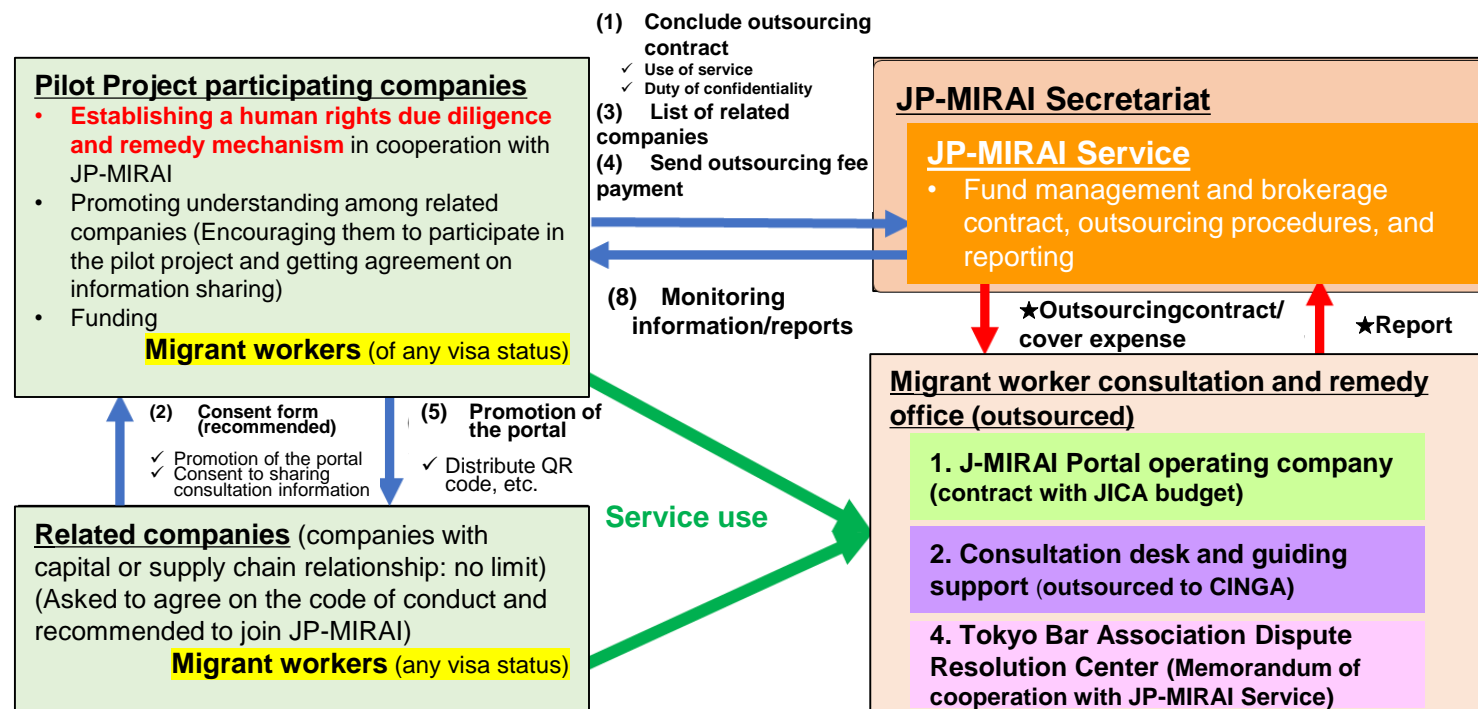 Pilot Project participating companies
• Establishing a human rights due diligence
and remedy mechanism in cooperation with
JP-MIRAI
• Promoting understanding among related
companies (Encouraging them to participate in
the pilot project and getting agreement on
information sharing)
• Funding
Migrant workers (of any visa status)
(1) Conclude outsourcing
contract
✓ Use of service
✓ Duty of confidentiality
(3) List of related
companies
(4) Send outsourcing fee
payment
(8) Monitoring
information/reports
JP-MIRAI Secretariat
JP-MIRAI Service
• Fund management and brokerage
contract, outsourcing procedures, and
reporting
★Outsourcingcontract/
cover expense
★Report
(2) Consent form
(recommended)
✓ Promotion of the portal
✓ Consent to sharing
consultation information
(5) Promotion of
the portal
✓ Distribute QR
code, etc.
Service use
Related companies (companies with
capital or supply chain relationship: no limit)
(Asked to agree on the code of conduct and
recommended to join JP-MIRAI)
Migrant workers (any visa status)
Migrant worker consultation and remedy
office (outsourced)
1. J-MIRAI Portal operating company
(contract with JICA budget)
2. Consultation desk and guiding
support (outsourced to CINGA)
4. Tokyo Bar Association Dispute
Resolution Center (Memorandum of
cooperation with JP-MIRAI Service)